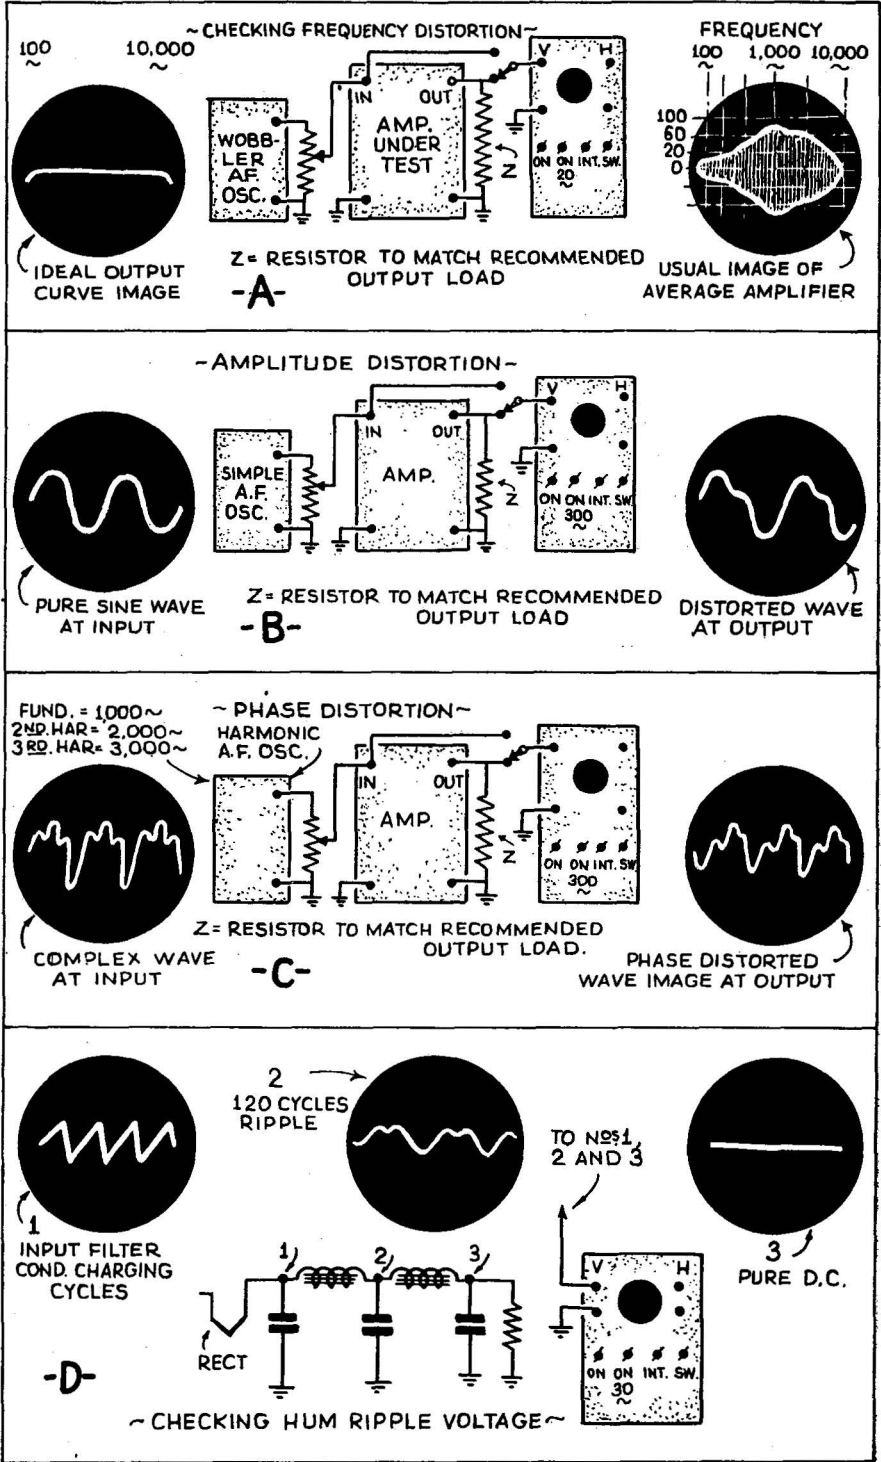 ~CHECKING FREQUENCY DISTORTION~
100
~
10,000
~
FREQUENCY
100
~
1,000
~
10,000
~
WOBB-
LER
A.F.
OSC.
IN
OUT
AMP.
UNDER
TEST
Z
V
H
ON ON INT. SW.
20
~
100
60
20
0
IDEAL OUTPUT
CURVE IMAGE
Z = RESISTOR TO MATCH RECOMMENDED
OUTPUT LOAD
-A-
USUAL IMAGE OF
AVERAGE AMPLIFIER
~AMPLITUDE DISTORTION~
SIMPLE
A.F.
OSC.
IN
OUT
AMP.
Z
V
H
ON ON INT. SW.
300
~
PURE SINE WAVE
AT INPUT
Z = RESISTOR TO MATCH RECOMMENDED
OUTPUT LOAD
-B-
DISTORTED WAVE
AT OUTPUT
FUND. = 1,000~
2ND. HAR = 2,000~
3RD. HAR = 3,000~
~PHASE DISTORTION~
HARMONIC
A.F. OSC.
IN
OUT
AMP.
Z
V
H
ON ON INT. SW
300
~
COMPLEX WAVE
AT INPUT
Z = RESISTOR TO MATCH RECOMMENDED
OUTPUT LOAD.
-C-
PHASE DISTORTED
WAVE IMAGE AT OUTPUT
2
120 CYCLES
RIPPLE
TO NOS 1,
2 AND 3
1
INPUT FILTER
COND. CHARGING
CYCLES
3
PURE D.C.
1
2
3
RECT
V
H
ON ON INT. SW.
30
~
-D-
~CHECKING HUM RIPPLE VOLTAGE~